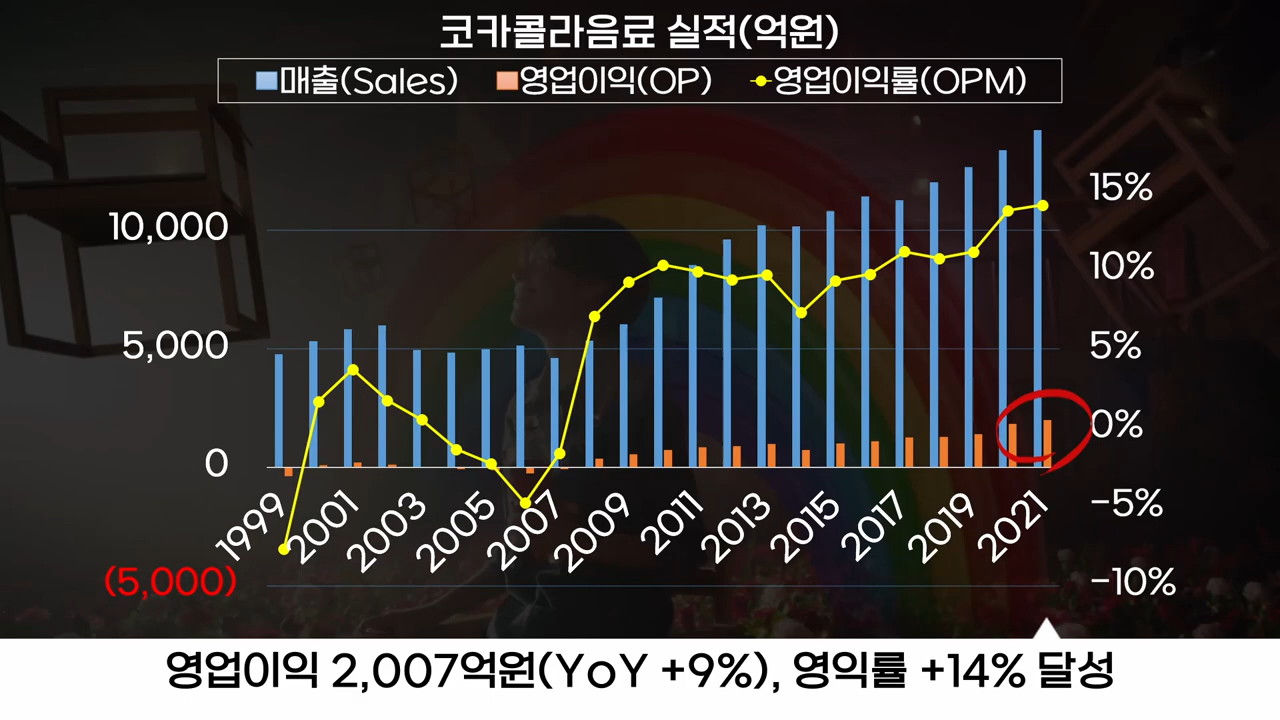 코카콜라음료 실적(억원)
매출(Sales) 영업이익(OP) 영업이익률(OPM)
15%
10,000
10%
5,000
5%
0
0%
-5%
1999 2001 2003 2005 2007 2009 2011 2013 2015 2017 2019 2021
(5,000)
-10%
영업이익 2,007억원(YoY +9%), 영익률 +14% 달성